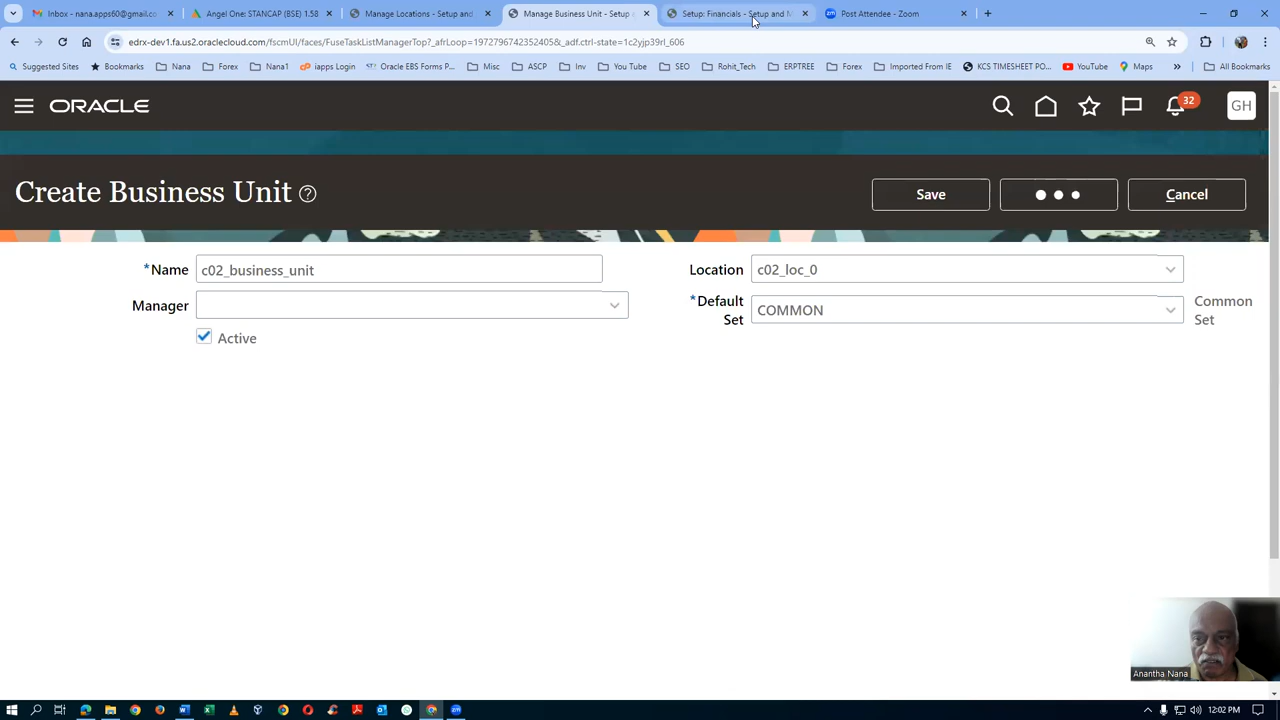 Inbox - nana.apps60@gmail.co
Angel One: STANCAP (BSE) 1.58
Manage Locations - Setup and
Manage Business Unit - Setup
Setup: Financials - Setup and M
Post Attendee - Zoom
edrx-dev1.fa.us2.oraclecloud.com/fscmUI/faces/FuseTaskListManagerTop?_afrLoop=1972796742352405&_adf.ctrl-state=1c2yjp39rl_606
Suggested Sites
Bookmarks
Nana
Forex
Nana1
iapps Login
Oracle EBS Forms P...
Misc
ASCP
Inv
You Tube
SEO
Rohit_Tech
ERPTREE
Forex
Imported From IE
KCS TIMESHEET PO...
YouTube
Maps
»
All Bookmarks
ORACLE
32
GH
Create Business Unit ?
Save
Cancel
*Name c02_business_unit
Location c02_loc_0
Manager
*Default Set COMMON
Common Set
Active
Anantha Nana
12:02 PM